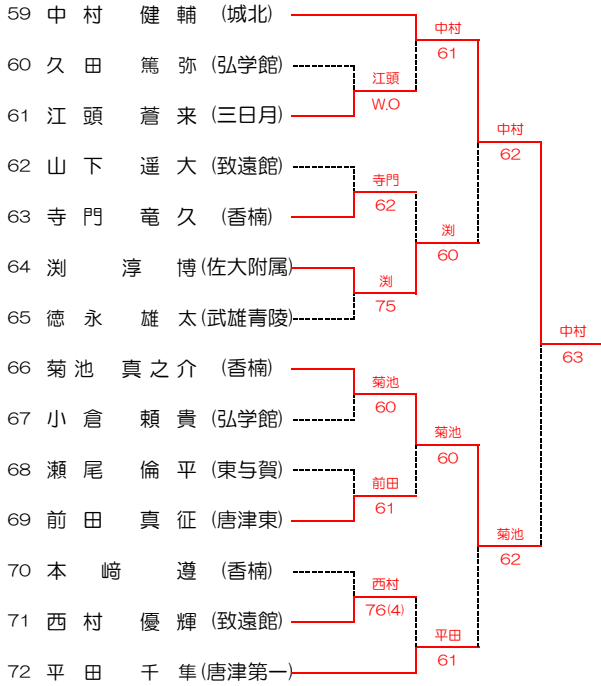 59 中村 健輔 (城北)
60 久田 篤弥 (弘学館)
61 江頭 蒼来 (三日月)
62 山下 遥大 (致遠館)
63 寺門 竜久 (香楠)
64 渕 淳博 (佐大附属)
65 徳永 雄太 (武雄青陵)
66 菊池 真之介 (香楠)
67 小倉 頼貴 (弘学館)
68 瀬尾 倫平 (東与賀)
69 前田 真征 (唐津東)
70 本﨑 遵 (香楠)
71 西村 優輝 (致遠館)
72 平田 千隼 (唐津第一)
江頭
W.O
寺門
62
渕
75
菊池
60
前田
61
西村
76(4)
中村
61
渕
60
菊池
60
平田
61
中村
62
菊池
62
中村
63